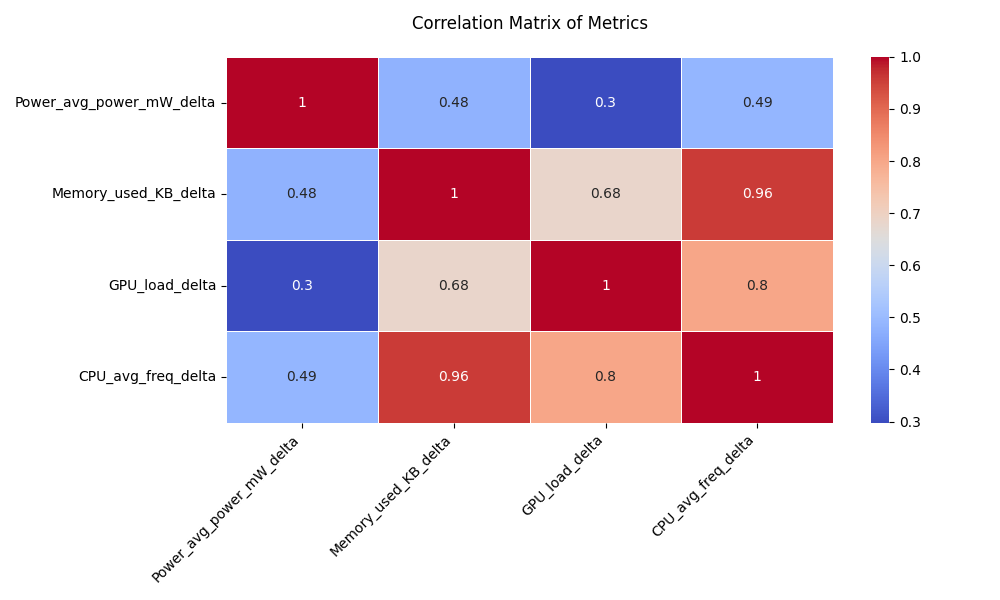 Correlation Matrix of Metrics
Power_avg_power_mW_delta
1
0.48
0.3
0.49
Memory_used_KB_delta
0.48
1
0.68
0.96
GPU_load_delta
0.3
0.68
1
0.8
CPU_avg_freq_delta
0.49
0.96
0.8
1
Power_avg_power_mW_delta
Memory_used_KB_delta
GPU_load_delta
CPU_avg_freq_delta
1.0
0.9
0.8
0.7
0.6
0.5
0.4
0.3